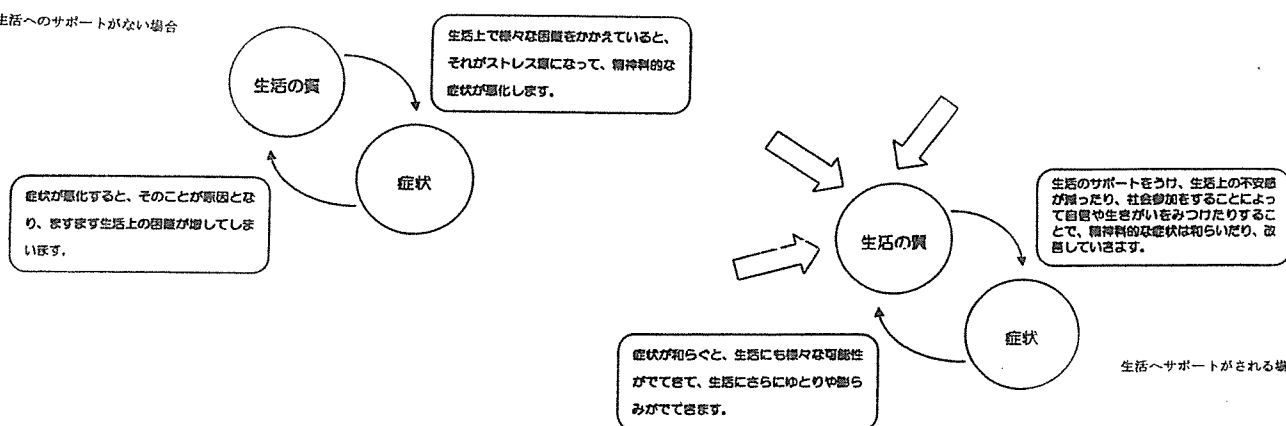 生活へのサポートがない場合
生活の質
症状
生活上で様々な困難をかかえていると、
それがストレス源になって、精神科的な
症状が悪化します。
症状が悪化すると、そのことが原因とな
り、ますます生活上の困難が増してしま
います。
生活の質
症状
生活のサポートをうけ、生活上の不安感
が減ったり、社会参加をすることによっ
て自信や生きがいをみつけたりするこ
とで、精神科的な症状は和らいだり、改
善していきます。
症状が和らぐと、生活にも様々な可能性
がでてきて、生活にさらにゆとりや膨ら
みがでてきます。
生活へサポートがされる場